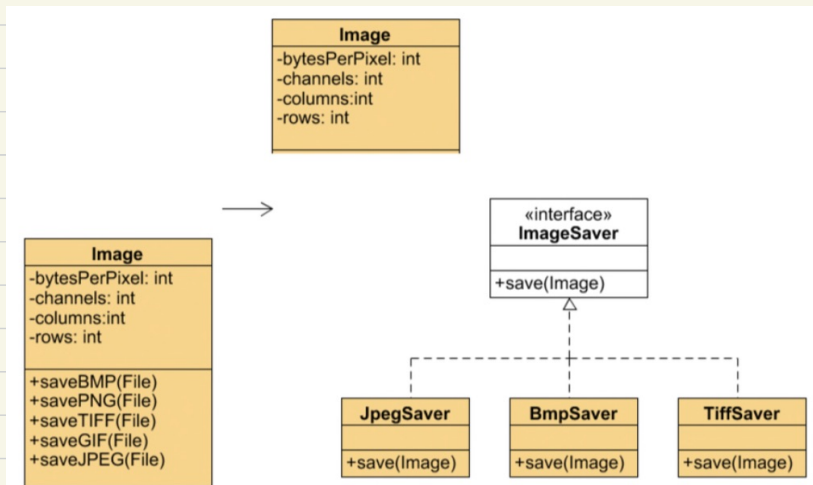 Image
-bytesPerPixel: int
-channels: int
-columns:int
-rows: int
Image
-bytesPerPixel: int
-channels: int
-columns:int
-rows: int
+saveBMP(File)
+savePNG(File)
+saveTIFF(File)
+saveGIF(File)
+saveJPEG(File)
«interface»
ImageSaver
+save(Image)
JpegSaver
+save(Image)
BmpSaver
+save(Image)
TiffSaver
+save(Image)